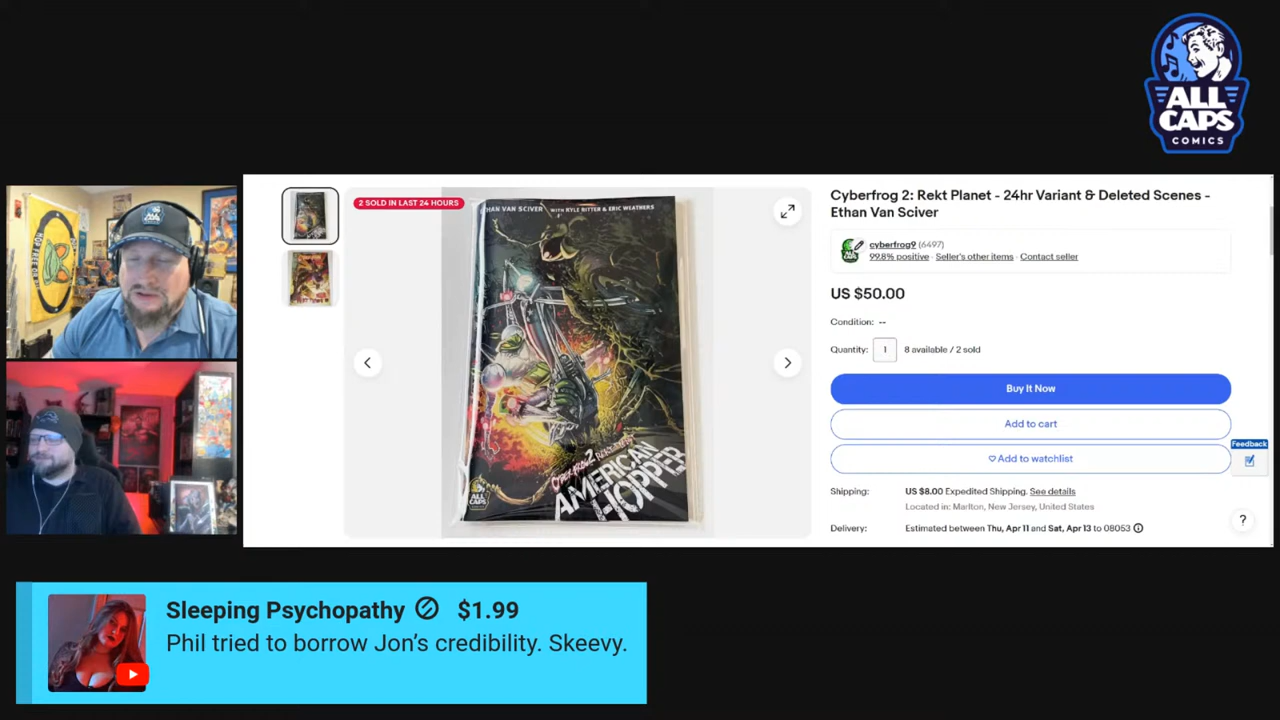 ALL
CAPS
COMICS
2 SOLD IN LAST 24 HOURS
ETHAN VAN SCIVER WITH KYLE RITTER & ERIC WEATHERS
AMERICAN
HOPPER
ALL
CAPS
Cyberfrog 2: Rekt Planet - 24hr Variant & Deleted Scenes -
Ethan Van Sciver
cyberfrog9 (6497)
99.8% positive · Seller's other items · Contact seller
US $50.00
Condition: --
Quantity: 1 8 available / 2 sold
Buy It Now
Add to cart
Add to watchlist
Feedback
Shipping: US $8.00 Expedited Shipping. See details
Located in: Marlton, New Jersey, United States
Delivery: Estimated between Thu, Apr 11 and Sat, Apr 13 to 08053
?
Sleeping Psychopathy $1.99
Phil tried to borrow Jon's credibility. Skeevy.